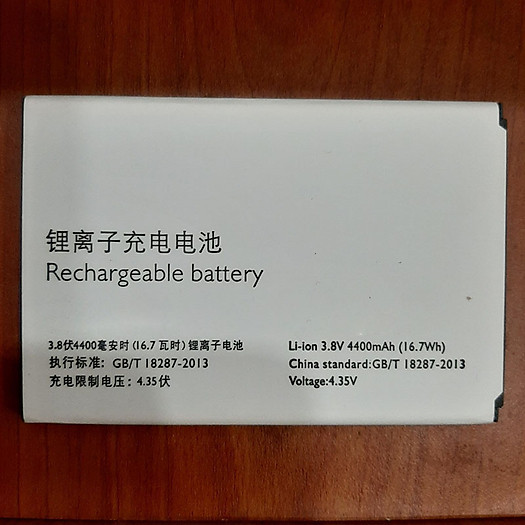 锂离子充电电池
Rechargeable battery
3.8伏4400毫安时 (16.7 瓦时) 锂离子电池
执行标准: GB/T 18287-2013
充电限制电压: 4.35伏
Li-ion 3.8V 4400mAh (16.7Wh)
China standard:GB/T 18287-2013
Voltage:4.35V